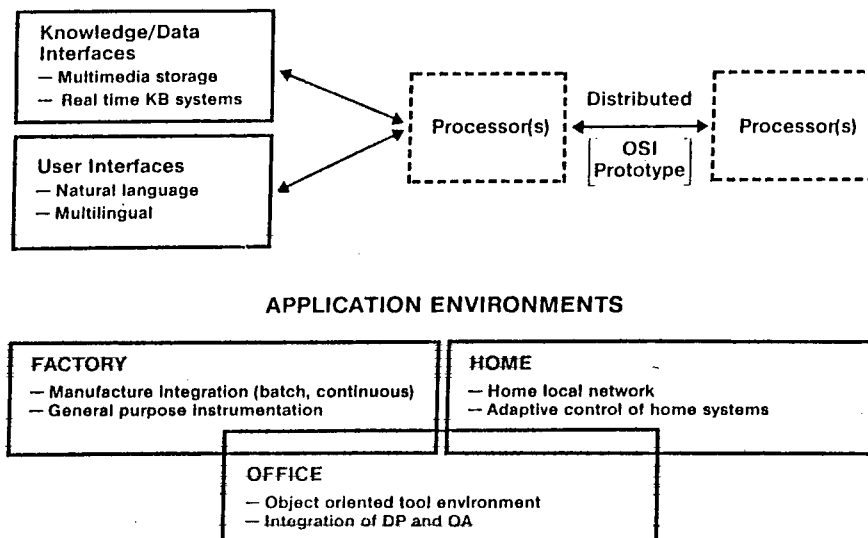 Knowledge/Data
Interfaces
— Multimedia storage
— Real time KB systems
User Interfaces
— Natural language
— Multilingual
Processor(s)
Distributed
OSI
Prototype
Processor(s)
APPLICATION ENVIRONMENTS
FACTORY
— Manufacture integration (batch, continuous)
— General purpose instrumentation
HOME
— Home local network
— Adaptive control of home systems
OFFICE
— Object oriented tool environment
— Integration of DP and OA